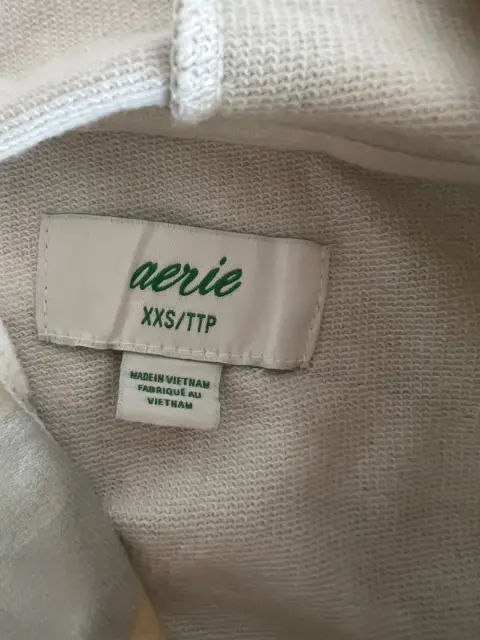 aerie
XXS/TTP
MADE IN VIETNAM
FABRIQUÉ AU
VIETNAM